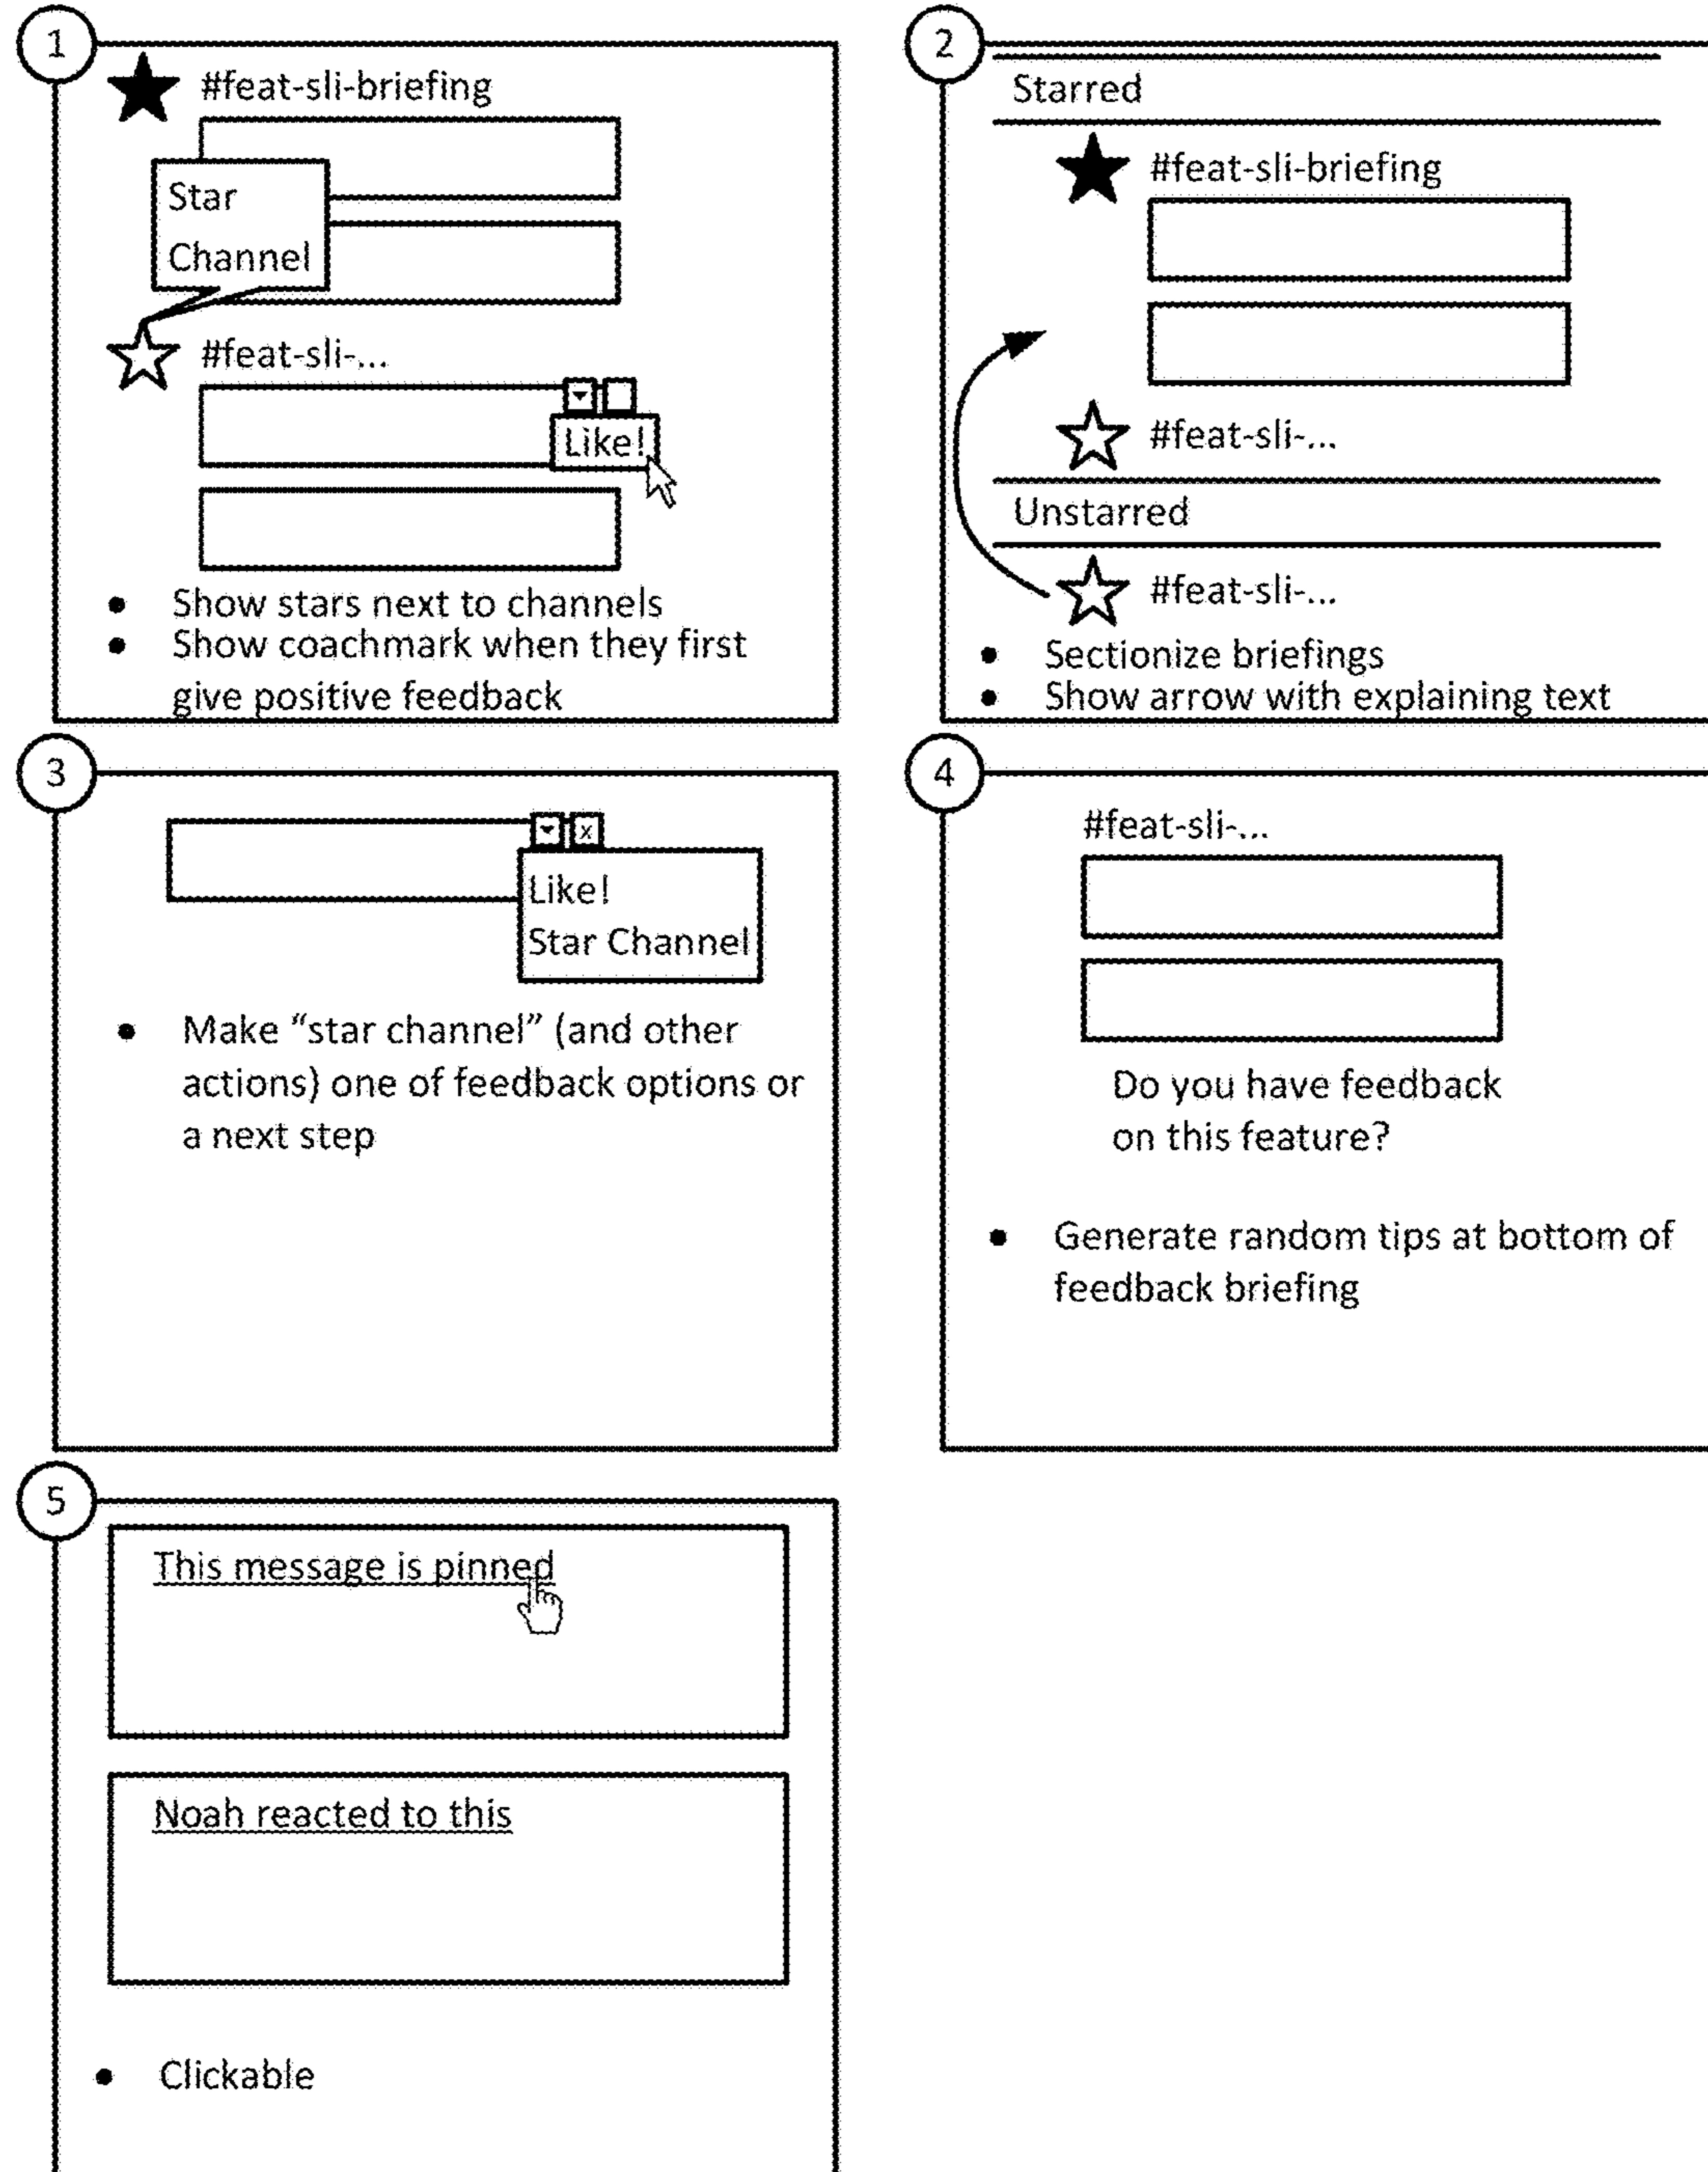 1
#feat-sli-briefing
Star
Channel
#feat-sli-...
Like!
• Show stars next to channels
• Show coachmark when they first
give positive feedback
2
Starred
#feat-sli-briefing
#feat-sli-...
Unstarred
#feat-sli-...
• Sectionize briefings
• Show arrow with explaining text
3
x
Like!
Star Channel
• Make “star channel” (and other
actions) one of feedback options or
a next step
4
#feat-sli-...
Do you have feedback
on this feature?
• Generate random tips at bottom of
feedback briefing
5
This message is pinned
Noah reacted to this
• Clickable